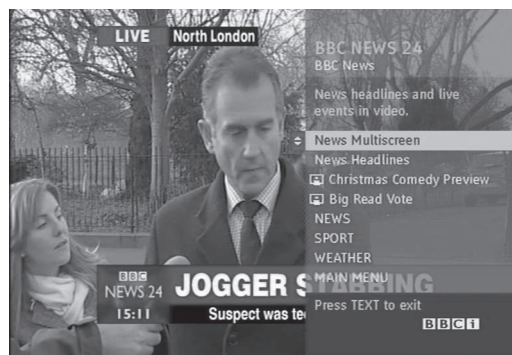 LIVE North London
BBC NEWS 24
BBC News
News headlines and live
events in video.
News Multiscreen
News Headlines
Christmas Comedy Preview
Big Read Vote
NEWS
SPORT
WEATHER
MAIN MENU
Press TEXT to exit
BBCi
BBC
NEWS 24
15:11
JOGGER STABBING
Suspect was